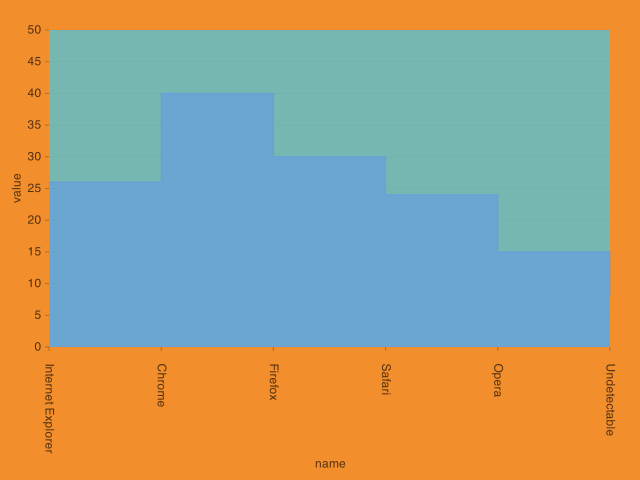 50
45
40
35
30
25
20
15
10
5
0
value
Internet Explorer
Chrome
Firefox
Safari
Opera
Undetectable
name